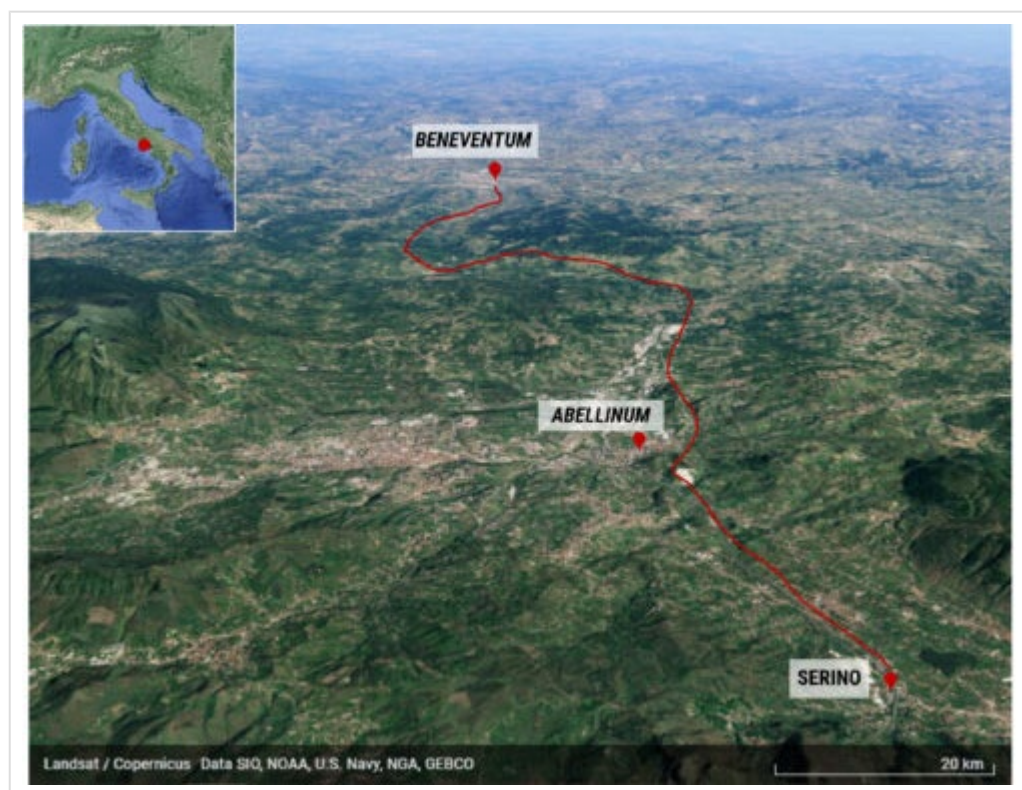 BENEVENTUM
ABELLINUM
SERINO
Landsat / Copernicus Data SIO, NOAA, U.S. Navy, NGA, GEBCO
20 km